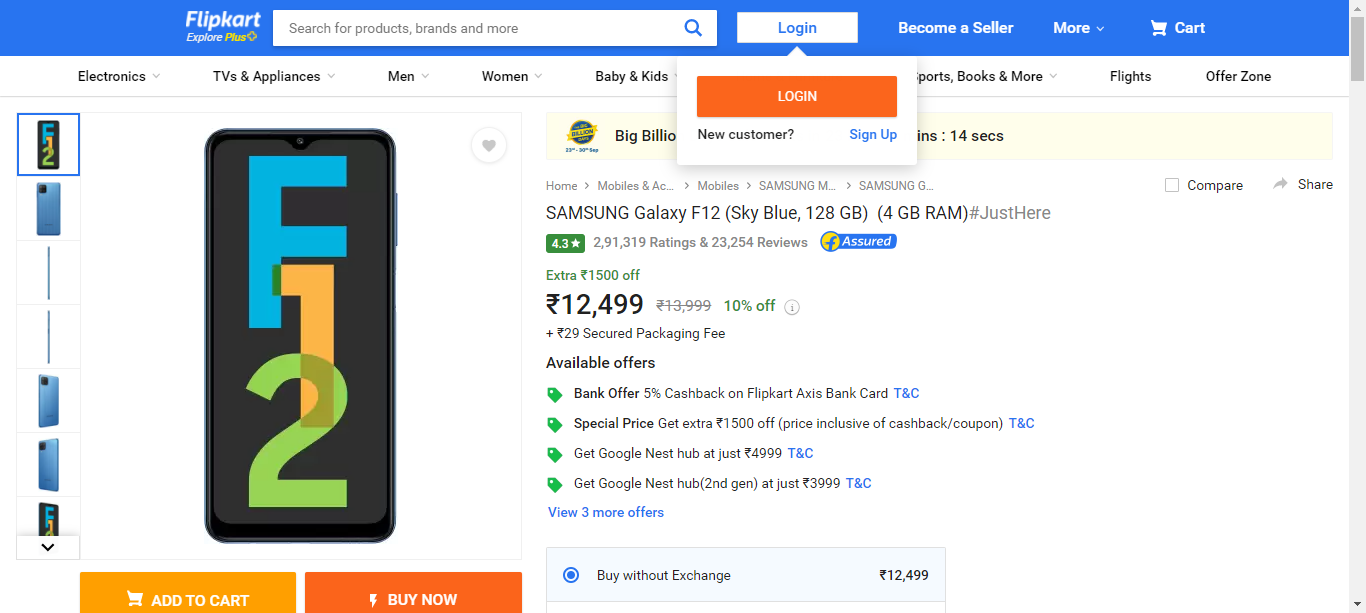 Flipkart
Explore Plus
Search for products, brands and more
Login
Become a Seller
More
Cart
Electronics
TVs & Appliances
Men
Women
Baby & Kids
Sports, Books & More
Flights
Offer Zone
LOGIN
New customer? Sign Up
BIG BILLION
23rd - 30th Sep
Big Billio
ins : 14 secs
Home > Mobiles & Ac... > Mobiles > SAMSUNG M... > SAMSUNG G...
Compare
Share
SAMSUNG Galaxy F12 (Sky Blue, 128 GB) (4 GB RAM)#JustHere
4.3★ 2,91,319 Ratings & 23,254 Reviews
Assured
Extra ₹1500 off
₹12,499 ₹13,999 10% off i
+ ₹29 Secured Packaging Fee
Available offers
Bank Offer 5% Cashback on Flipkart Axis Bank Card T&C
Special Price Get extra ₹1500 off (price inclusive of cashback/coupon) T&C
Get Google Nest hub at just ₹4999 T&C
Get Google Nest hub(2nd gen) at just ₹3999 T&C
View 3 more offers
Buy without Exchange ₹12,499
F12
ADD TO CART
BUY NOW